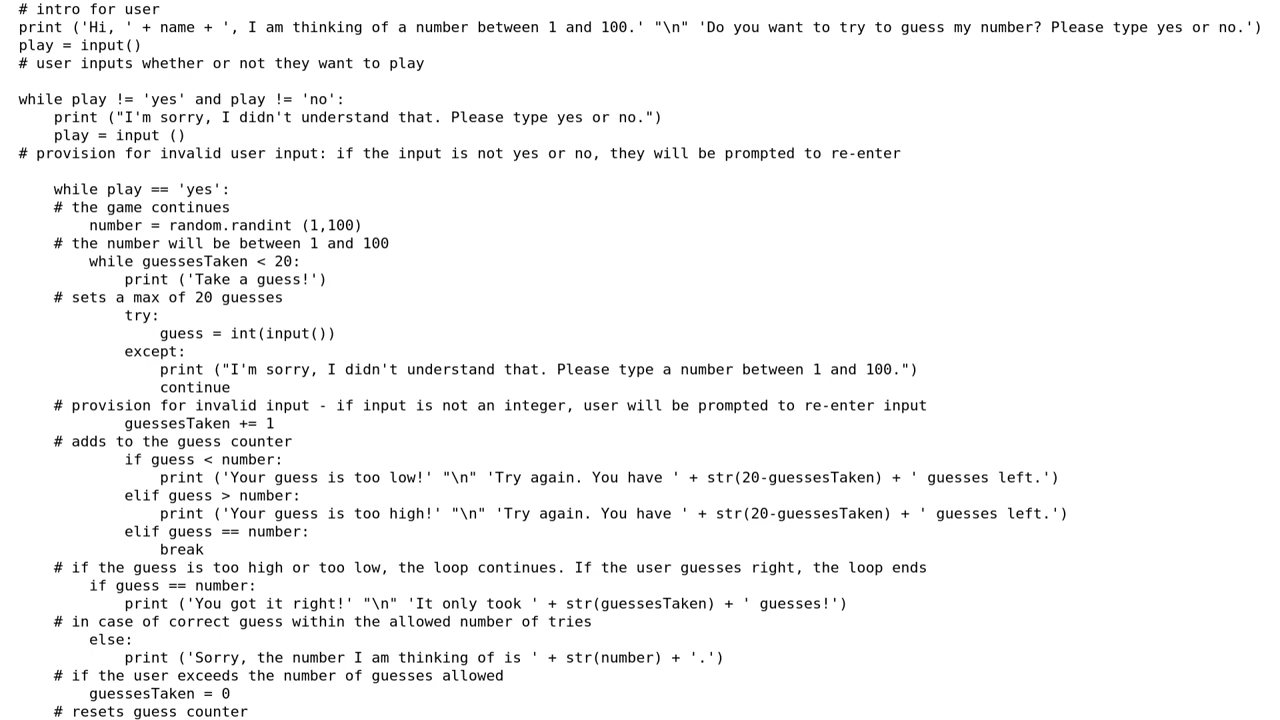 # intro for user
print ('Hi, ' + name + ', I am thinking of a number between 1 and 100.' "\n" 'Do you want to try to guess my number? Please type yes or no.')
play = input()
# user inputs whether or not they want to play

while play != 'yes' and play != 'no':
    print ("I'm sorry, I didn't understand that. Please type yes or no.")
    play = input ()
# provision for invalid user input: if the input is not yes or no, they will be prompted to re-enter

    while play == 'yes':
    # the game continues
        number = random.randint (1,100)
    # the number will be between 1 and 100
        while guessesTaken < 20:
            print ('Take a guess!')
    # sets a max of 20 guesses
            try:
                guess = int(input())
            except:
                print ("I'm sorry, I didn't understand that. Please type a number between 1 and 100.")
                continue
    # provision for invalid input - if input is not an integer, user will be prompted to re-enter input
            guessesTaken += 1
    # adds to the guess counter
            if guess < number:
                print ('Your guess is too low!' "\n" 'Try again. You have ' + str(20-guessesTaken) + ' guesses left.')
            elif guess > number:
                print ('Your guess is too high!' "\n" 'Try again. You have ' + str(20-guessesTaken) + ' guesses left.')
            elif guess == number:
                break
    # if the guess is too high or too low, the loop continues. If the user guesses right, the loop ends
        if guess == number:
            print ('You got it right!' "\n" 'It only took ' + str(guessesTaken) + ' guesses!')
    # in case of correct guess within the allowed number of tries
        else:
            print ('Sorry, the number I am thinking of is ' + str(number) + '.')
    # if the user exceeds the number of guesses allowed
        guessesTaken = 0
    # resets guess counter